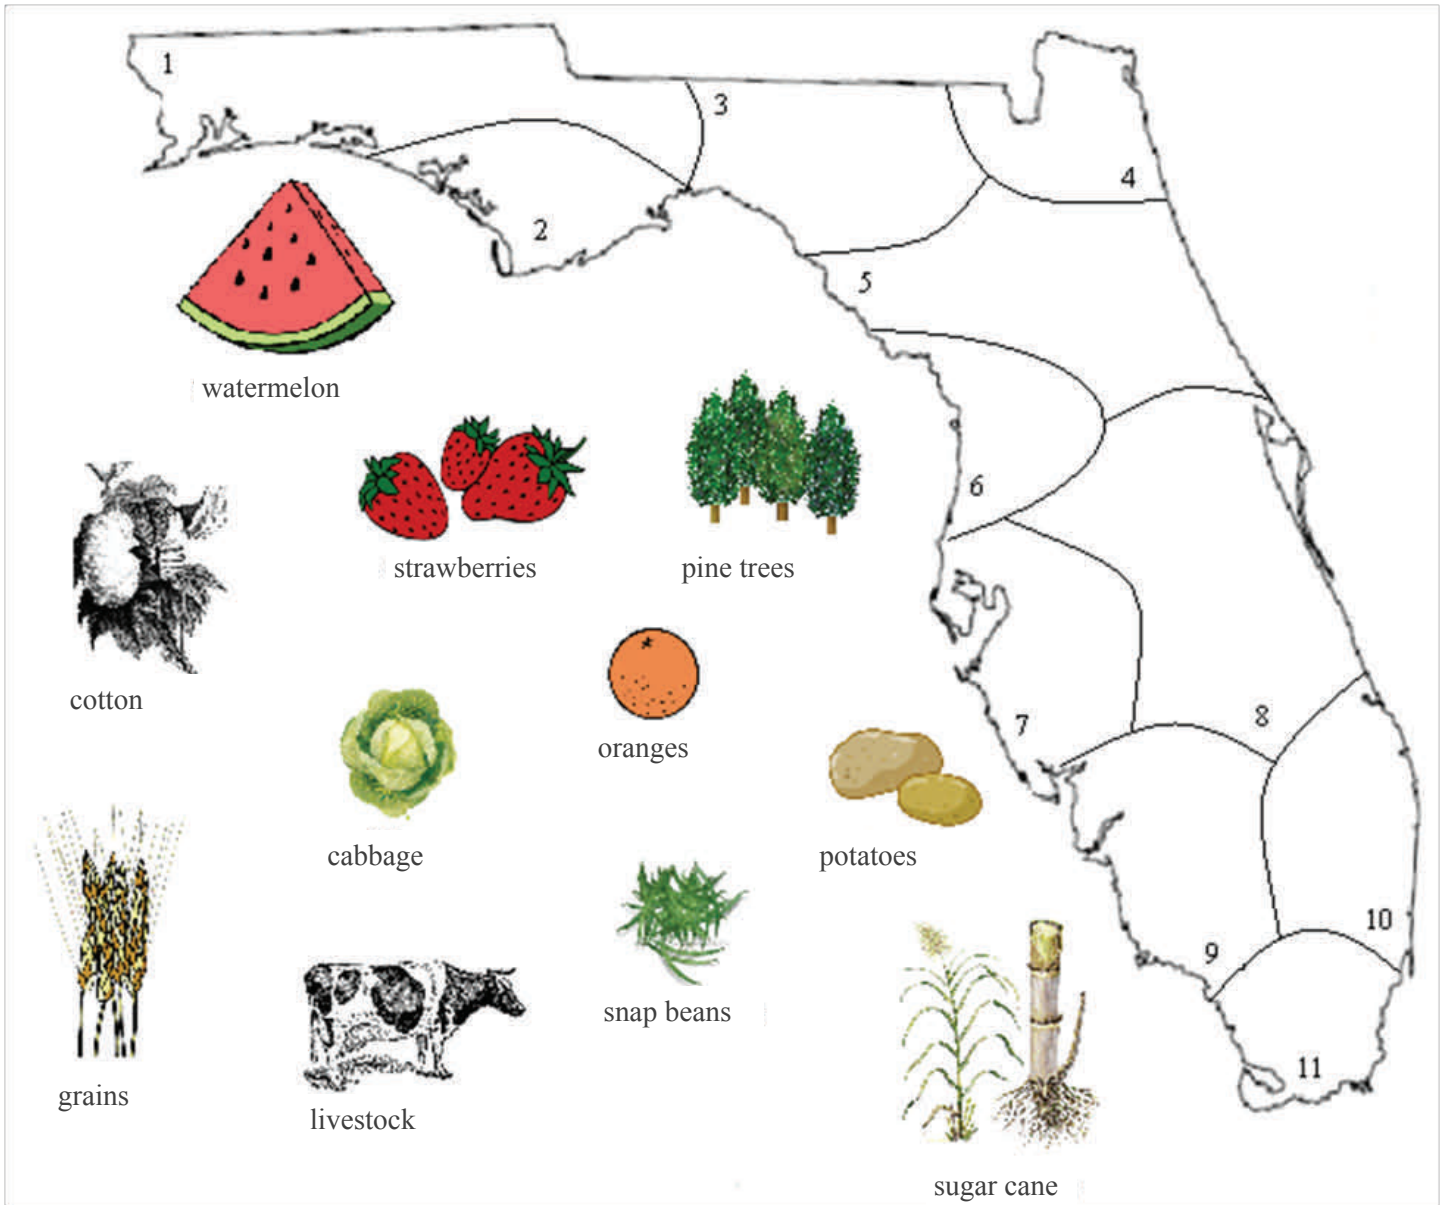 1
3
4
2
5
watermelon
6
strawberries
pine trees
cotton
7
8
oranges
cabbage
potatoes
10
9
snap beans
11
grains
livestock
sugar cane